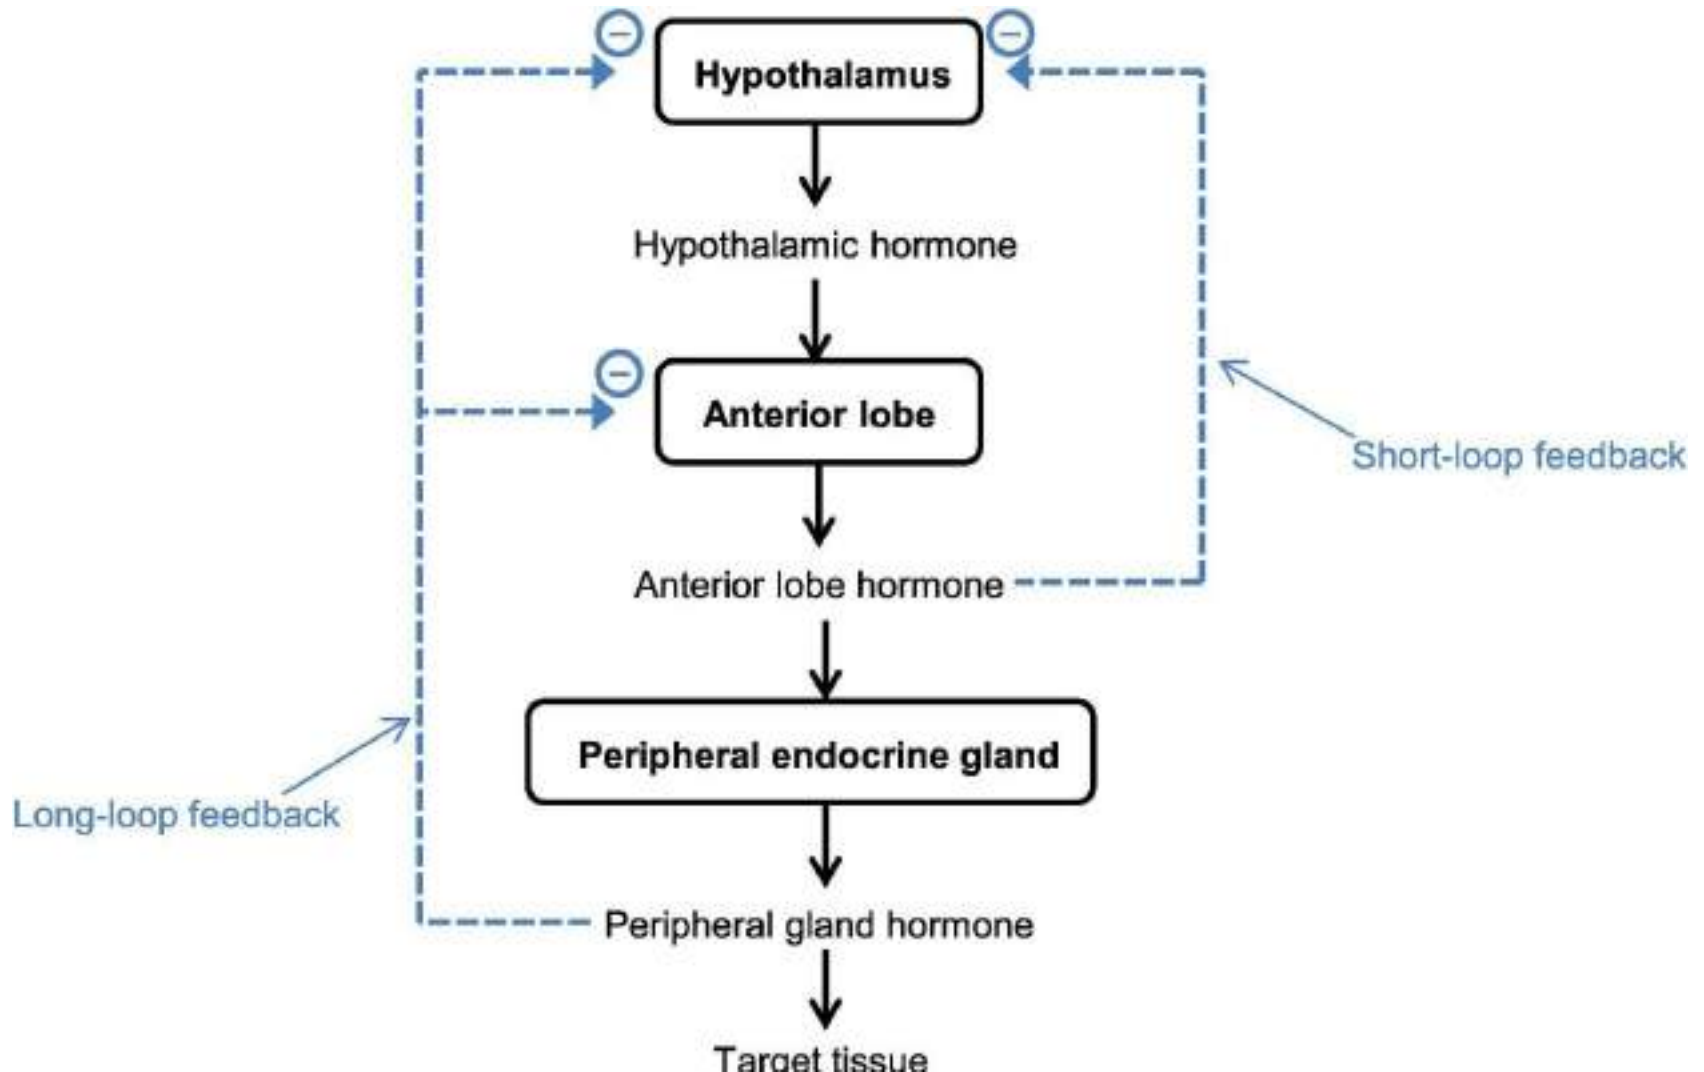 Hypothalamus
Hypothalamic hormone
Anterior lobe
Short-loop feedback
Anterior lobe hormone
Peripheral endocrine gland
Long-loop feedback
Peripheral gland hormone
Target tissue